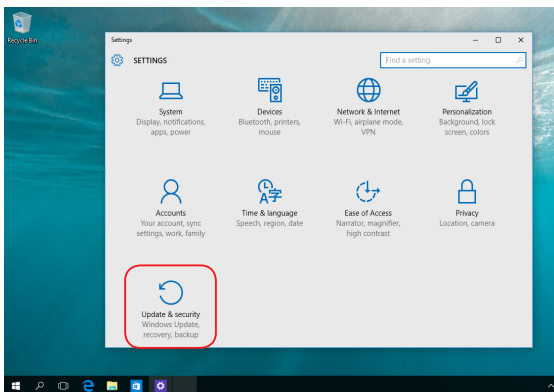 Recycle Bin
Settings
SETTINGS
Find a setting
System
Display, notifications,
apps, power
Devices
Bluetooth, printers,
mouse
Network & Internet
Wi-Fi, airplane mode,
VPN
Personalization
Background, lock
screen, colors
Accounts
Your account, sync
settings, work, family
Time & language
Speech, region, date
Ease of Access
Narrator, magnifier,
high contrast
Privacy
Location, camera
Update & security
Windows Update,
recovery, backup